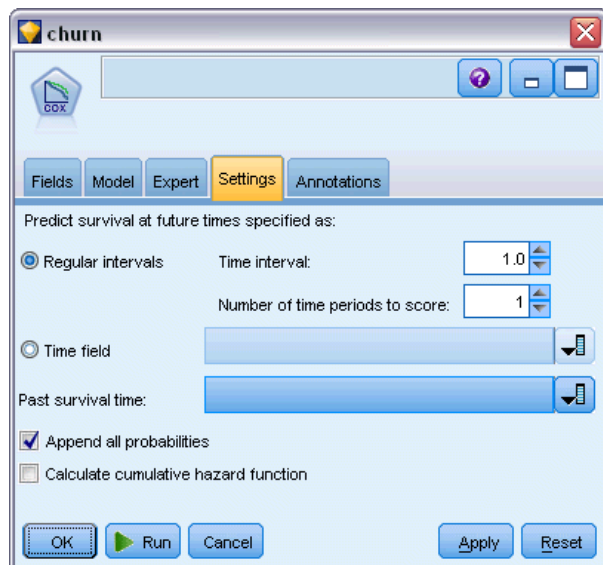 churn
COX
?
Fields Model Expert Settings Annotations
Predict survival at future times specified as:
Regular intervals Time interval: 1.0
Number of time periods to score: 1
Time field
Past survival time:
Append all probabilities
Calculate cumulative hazard function
OK Run Cancel Apply Reset